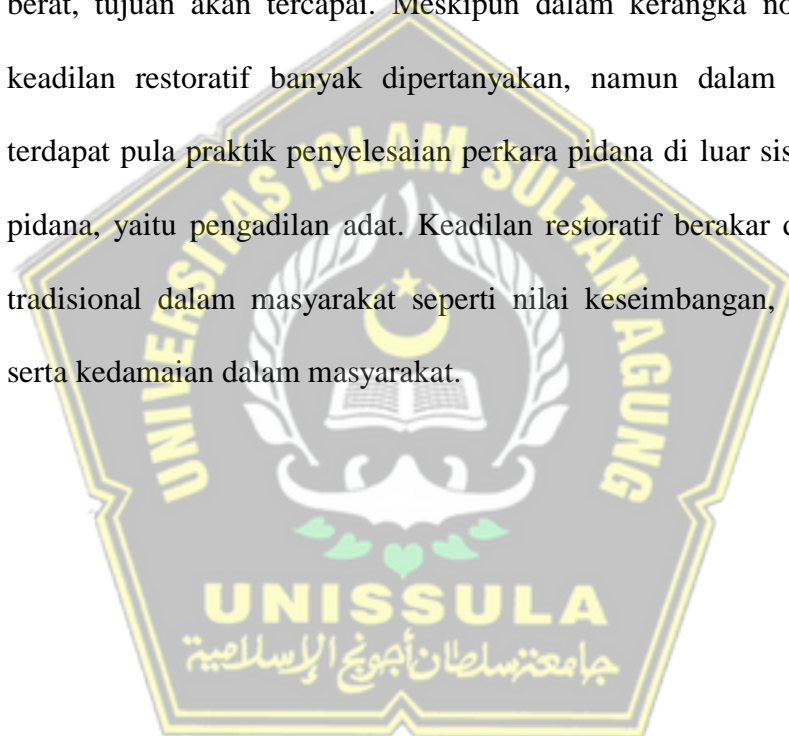 berat, tujuan akan tercapai. Meskipun dalam kerangka no
keadilan restoratif banyak dipertanyakan, namun dalam
terdapat pula praktik penyelesaian perkara pidana di luar sis
pidana, yaitu pengadilan adat. Keadilan restoratif berakar d
tradisional dalam masyarakat seperti nilai keseimbangan,
serta kedamaian dalam masyarakat.
UNIVERSITAS ISLAM SULTAN AGUNG
UNISSULA
جامعة سلطان أجونج الإسلامية